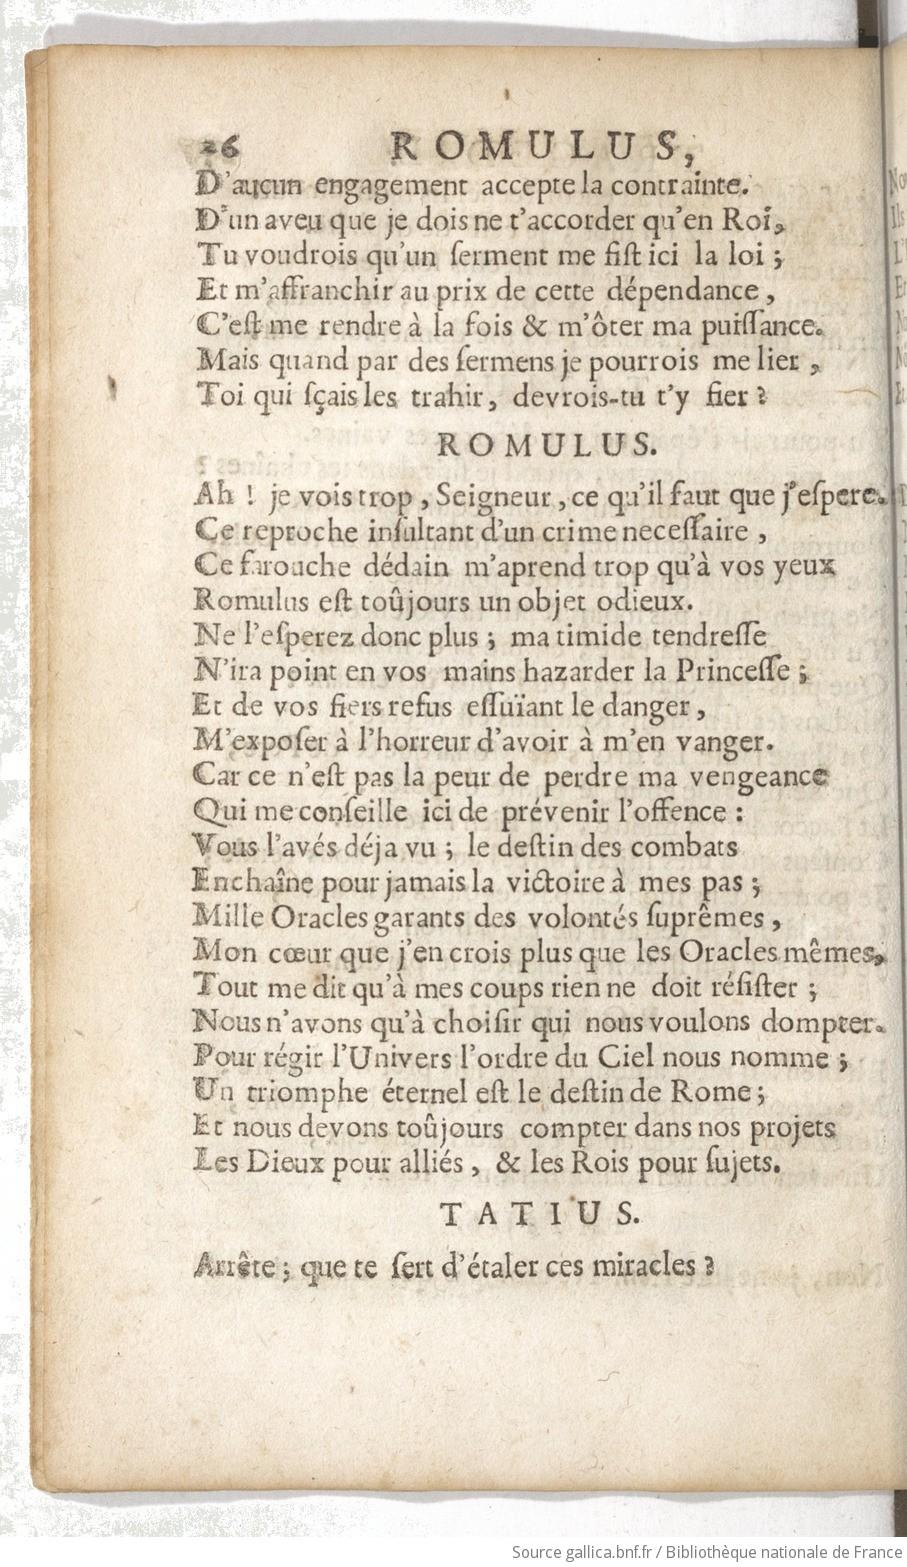 26 ROMULUS,
D'aucun engagement accepte la contrainte.
D'un aveu que je dois ne t'accorder qu'en Roi,
Tu voudrois qu'un ſerment me fiſt ici la loi ;
Et m'affranchir au prix de cette dépendance,
C'eſt me rendre à la fois & m'ôter ma puiſſance.
Mais quand par des ſermens je pourrois me lier,
Toi qui ſçais les trahir, devrois-tu t'y fier ?
ROMULUS.
Ah ! je vois trop, Seigneur, ce qu'il faut que j'eſpere.
Ce reproche inſultant d'un crime neceſſaire,
Ce farouche dédain m'aprend trop qu'à vos yeux
Romulus eſt toûjours un objet odieux.
Ne l'eſperez donc plus ; ma timide tendreſſe
N'ira point en vos mains hazarder la Princeſſe ;
Et de vos fiers refus eſſuïant le danger,
M'expoſer à l'horreur d'avoir à m'en vanger.
Car ce n'eſt pas la peur de perdre ma vengeance
Qui me conſeille ici de prévenir l'offence :
Vous l'avés déja vu ; le deſtin des combats
Enchaîne pour jamais la victoire à mes pas ;
Mille Oracles garants des volontés ſuprêmes,
Mon cœur que j'en crois plus que les Oracles mêmes,
Tout me dit qu'à mes coups rien ne doit réſiſter ;
Nous n'avons qu'à choiſir qui nous voulons dompter.
Pour régir l'Univers l'ordre du Ciel nous nomme ;
Un triomphe éternel eſt le deſtin de Rome ;
Et nous devons toûjours compter dans nos projets
Les Dieux pour alliés, & les Rois pour ſujets.
TATIUS.
Arrête ; que te ſert d'étaler ces miracles ?
Source gallica.bnf.fr / Bibliothèque nationale de France